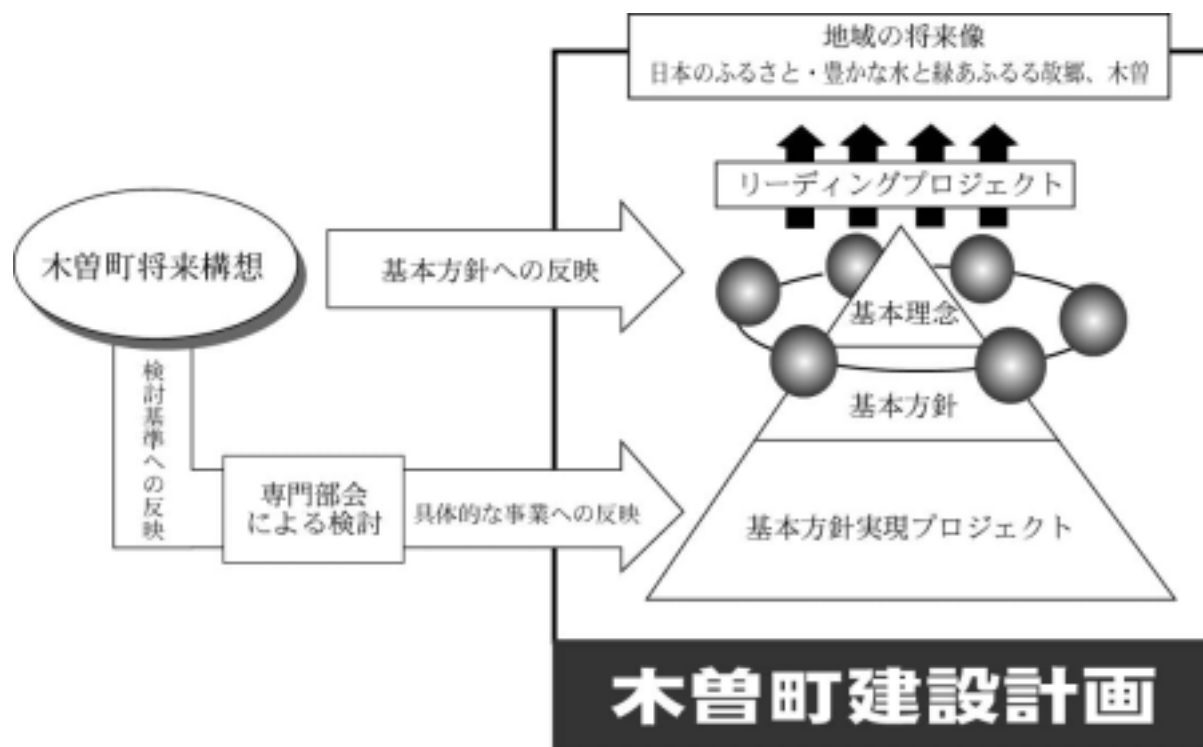 地域の将来像
日本のふるさと・豊かな水と緑あふるる故郷、木曽
リーディングプロジェクト
木曽町将来構想
基本方針への反映
基本理念
基本方針
検討基準への反映
専門部会
による検討
具体的な事業への反映
基本方針実現プロジェクト
木曽町建設計画